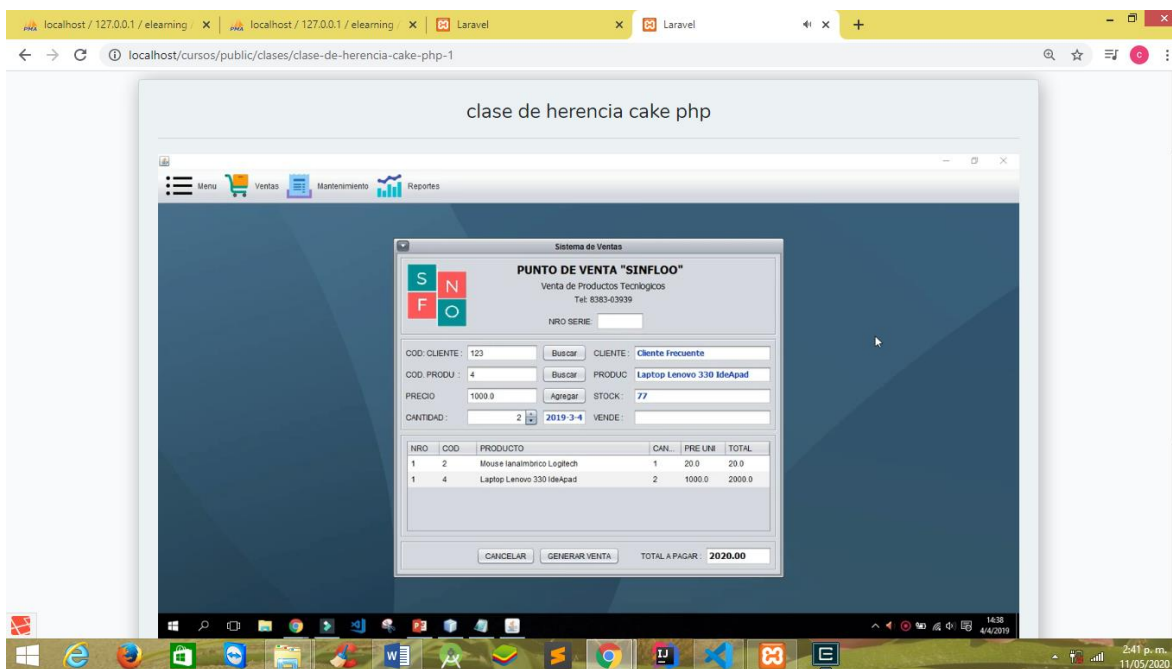 localhost / 127.0.0.1 / elearning / localhost / 127.0.0.1 / elearning / Laravel Laravel
localhost/cursos/public/clases/clase-de-herencia-cake-php-1
clase de herencia cake php
Menu Ventas Mantenimiento Reportes
Sistema de Ventas
S N F O
PUNTO DE VENTA "SINFLOO"
Venta de Productos Tecnlogicos
Tel: 8383-03939
NRO SERIE:
COD: CLIENTE : 123 Buscar CLIENTE : Cliente Frecuente
COD. PRODU : 4 Buscar PRODUC Laptop Lenovo 330 IdeApad
PRECIO 1000.0 Agregar STOCK : 77
CANTIDAD : 2 2019-3-4 VENDE :
NRO COD PRODUCTO CAN... PRE UNI TOTAL
1 2 Mouse Ianalmbrico Logitech 1 20.0 20.0
1 4 Laptop Lenovo 330 IdeApad 2 1000.0 2000.0
CANCELAR GENERAR VENTA TOTAL A PAGAR : 2020.00
14:38
4/4/2019
2:41 p. m.
11/05/2020